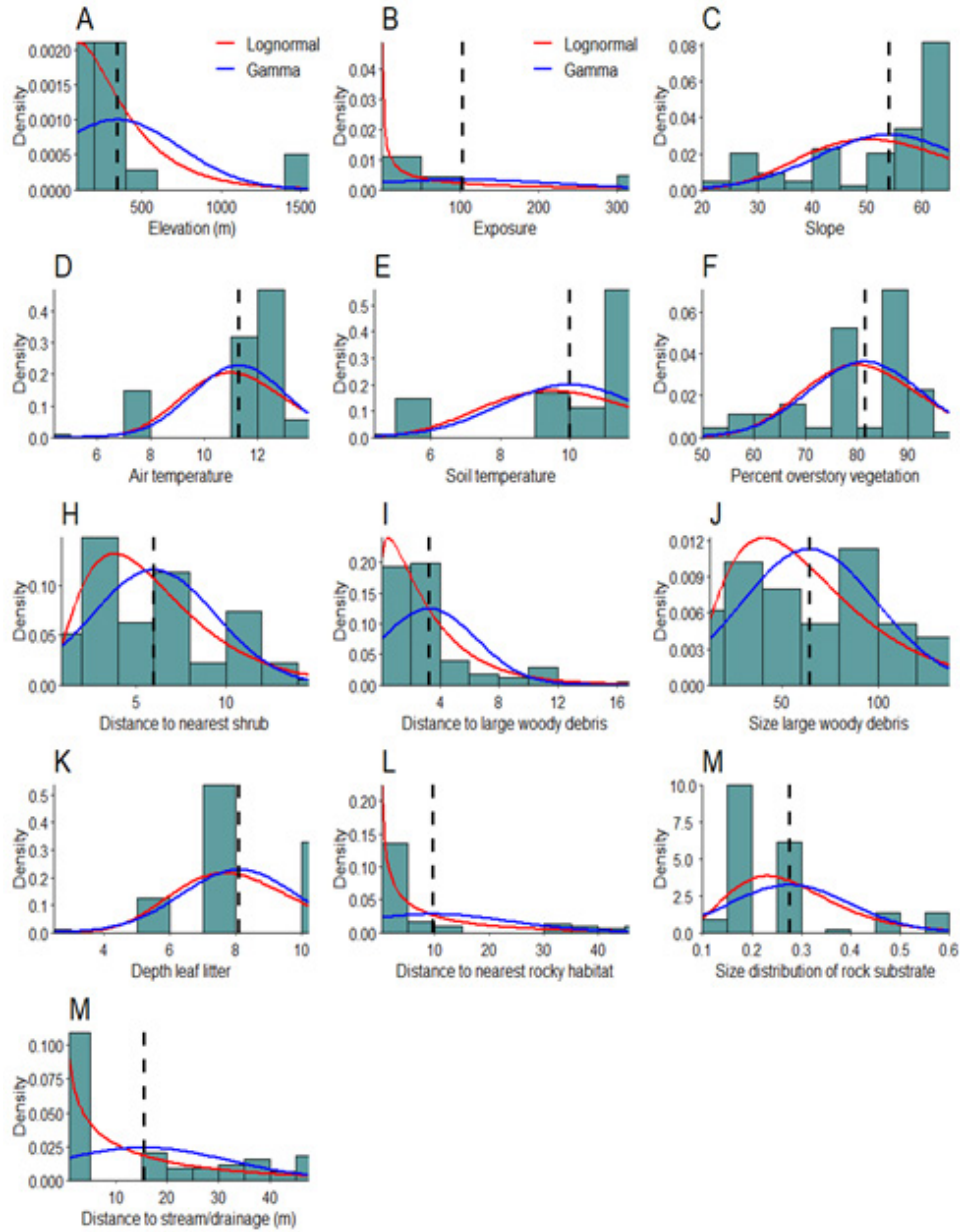 A
B
C
Lognormal
Gamma
Lognormal
Gamma
Density
0.0020
0.0015
0.0010
0.0005
0.0000
500 1000 1500
Elevation (m)
Density
0.04
0.03
0.02
0.01
0.00
100 200 300
Exposure
Density
0.08
0.06
0.04
0.02
0.00
20 30 40 50 60
Slope
D
E
F
Density
0.4
0.3
0.2
0.1
0.0
6 8 10 12
Air temperature
Density
0.5
0.4
0.3
0.2
0.1
0.0
6 8 10
Soil temperature
Density
0.06
0.04
0.02
0.00
50 60 70 80 90
Percent overstory vegetation
H
I
J
Density
0.10
0.05
0.00
5 10
Distance to nearest shrub
Density
0.20
0.15
0.10
0.05
0.00
4 8 12 16
Distance to large woody debris
Density
0.012
0.009
0.006
0.003
0.000
50 100
Size large woody debris
K
L
M
Density
0.5
0.4
0.3
0.2
0.1
0.0
4 6 8 10
Depth leaf litter
Density
0.20
0.15
0.10
0.05
0.00
10 20 30 40
Distance to nearest rocky habitat
Density
10.0
7.5
5.0
2.5
0.0
0.1 0.2 0.3 0.4 0.5 0.6
Size distribution of rock substrate
M
Density
0.100
0.075
0.050
0.025
0.000
10 20 30 40
Distance to stream/drainage (m)